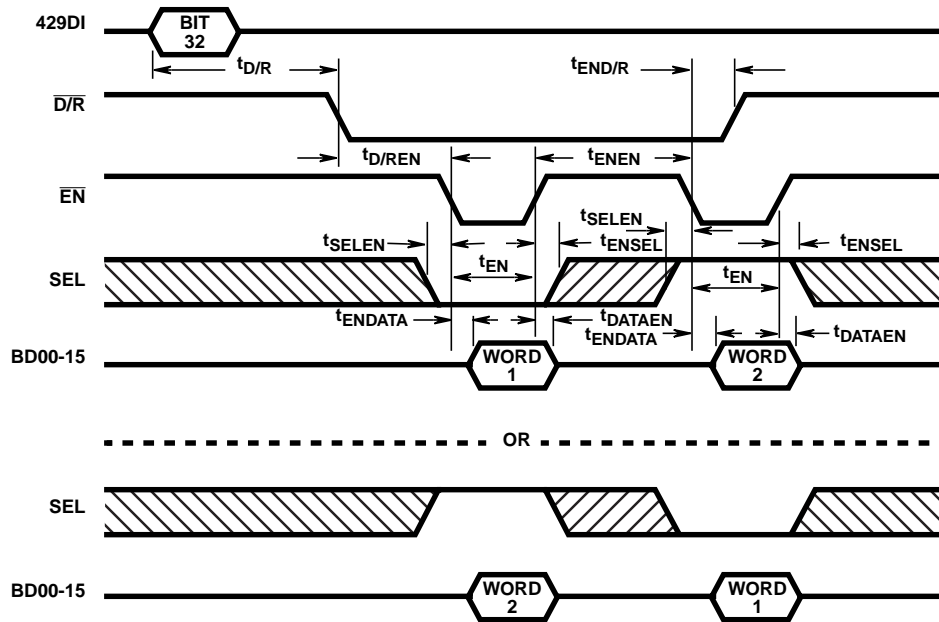 429DI
BIT
32
tD/R
tEND/R
D/R
tD/REN
tENEN
EN
tSELEN
tSELEN
tENSEL
tENSEL
SEL
tEN
tEN
tENDATA
tDATAEN
tENDATA
tDATAEN
BD00-15
WORD
1
WORD
2
OR
SEL
BD00-15
WORD
2
WORD
1